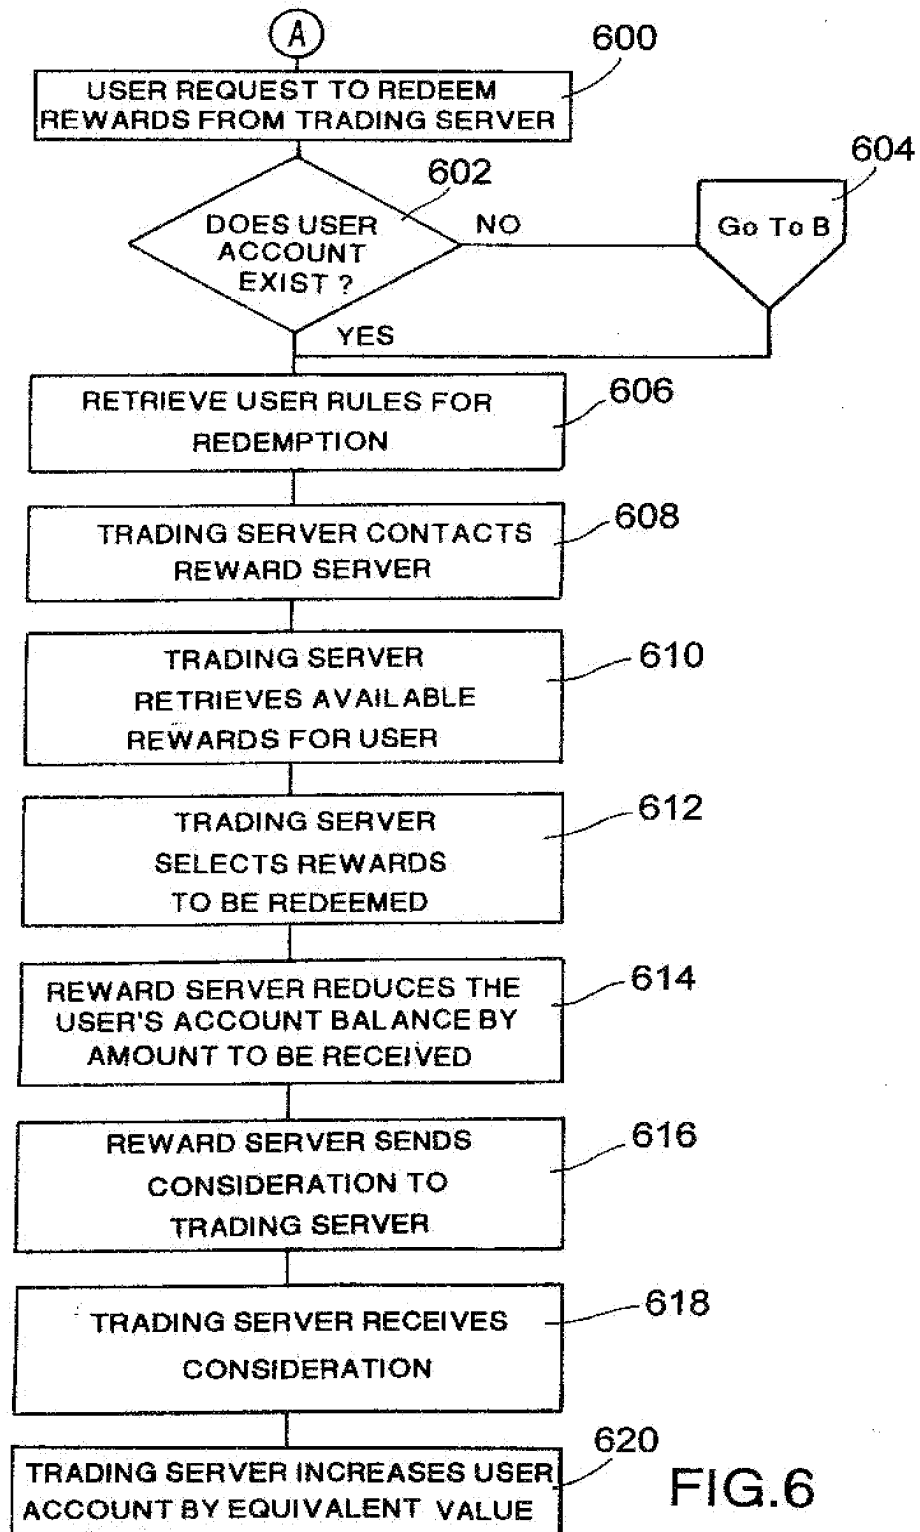 A
600
USER REQUEST TO REDEEM
REWARDS FROM TRADING SERVER
602
DOES USER
ACCOUNT
EXIST ?
NO
604
Go To B
YES
606
RETRIEVE USER RULES FOR
REDEMPTION
608
TRADING SERVER CONTACTS
REWARD SERVER
610
TRADING SERVER
RETRIEVES AVAILABLE
REWARDS FOR USER
612
TRADING SERVER
SELECTS REWARDS
TO BE REDEEMED
614
REWARD SERVER REDUCES THE
USER'S ACCOUNT BALANCE BY
AMOUNT TO BE RECEIVED
616
REWARD SERVER SENDS
CONSIDERATION TO
TRADING SERVER
618
TRADING SERVER RECEIVES
CONSIDERATION
620
TRADING SERVER INCREASES USER
ACCOUNT BY EQUIVALENT VALUE
FIG.6